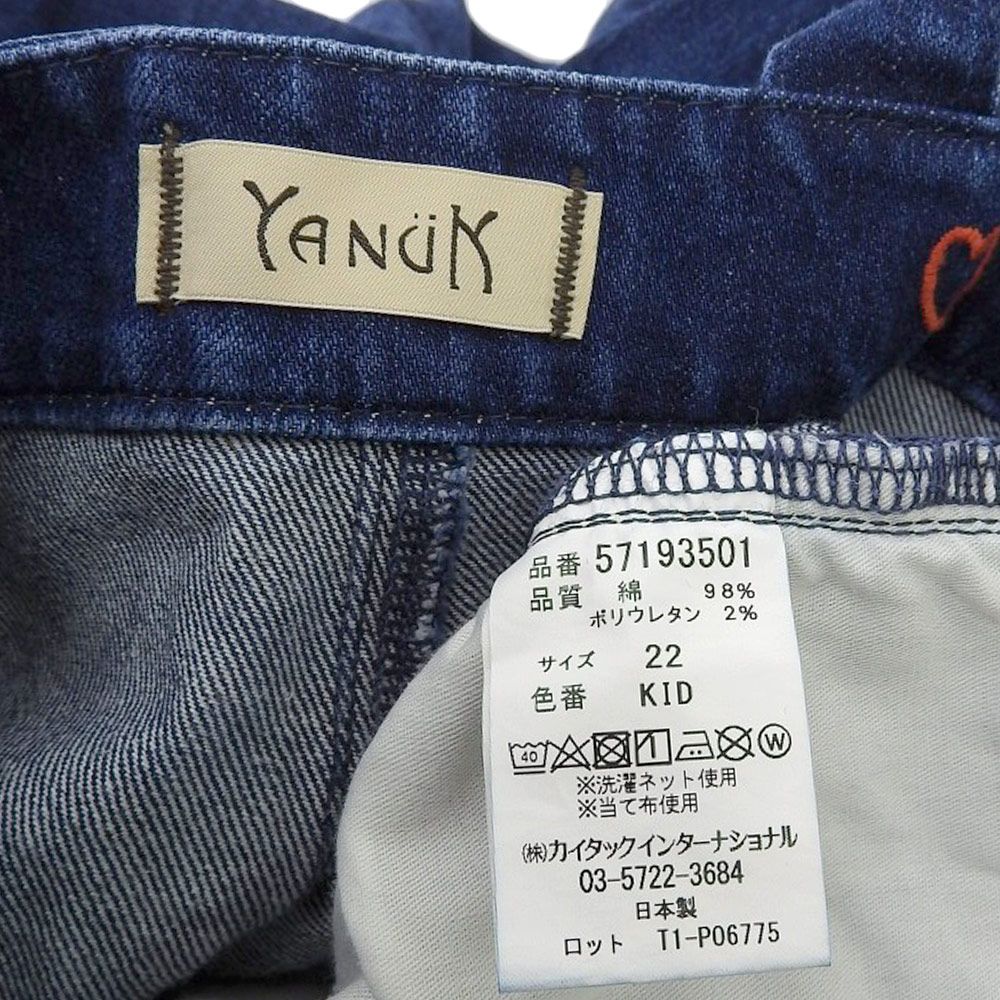 YANÜK
品番 57193501
品質 綿 98%
ポリウレタン 2%
サイズ 22
色番 KID
40 W
※洗濯ネット使用
※当て布使用
㈱カイタックインターナショナル
03-5722-3684
日本製
ロット T1-P06775